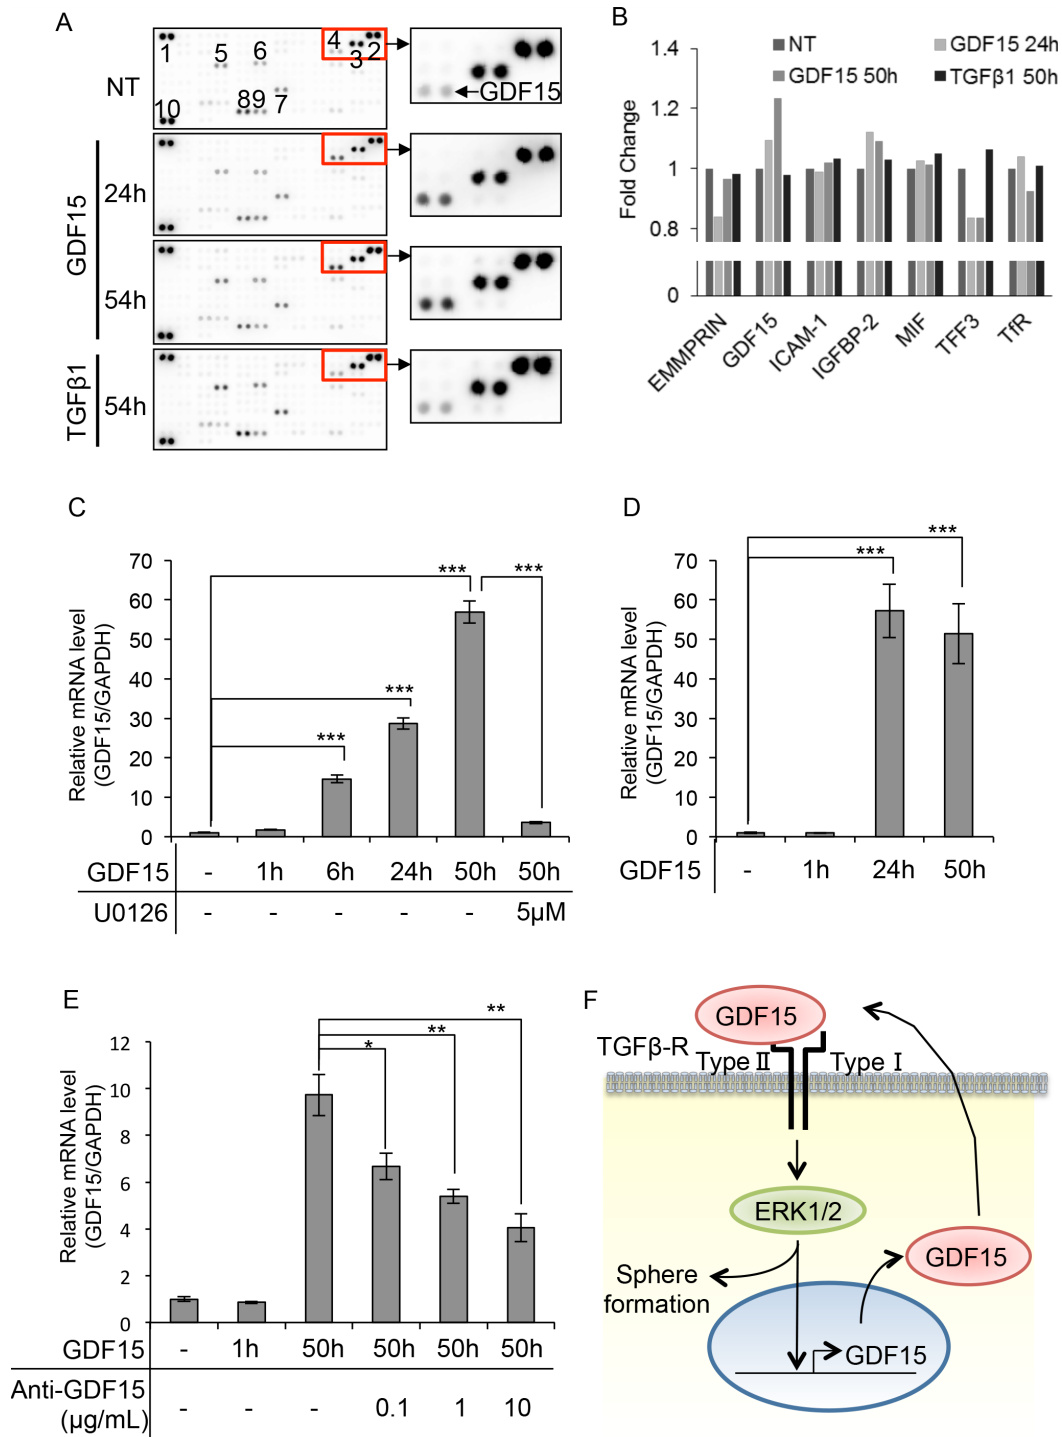 A
NT
1
5
6
4
3
2
10
8
9
7
GDF15
GDF15
24h
54h
TGFβ1
54h
B
NT
GDF15 24h
GDF15 50h
TGFβ1 50h
Fold Change
1.4
1.2
1
0.8
0
EMMPRIN
GDF15
ICAM-1
IGFBP-2
MIF
TFF3
TfR
C
Relative mRNA level
(GDF15/GAPDH)
70
60
50
40
30
20
10
0
***
***
***
***
GDF15 - 1h 6h 24h 50h 50h
U0126 - - - - - 5μM
D
Relative mRNA level
(GDF15/GAPDH)
70
60
50
40
30
20
10
0
***
***
GDF15 - 1h 24h 50h
E
Relative mRNA level
(GDF15/GAPDH)
12
10
8
6
4
2
0
**
**
*
GDF15 - 1h 50h 50h 50h 50h
Anti-GDF15
(μg/mL) - - - 0.1 1 10
F
GDF15
TGFβ-R
Type II
Type I
ERK1/2
Sphere
formation
GDF15
GDF15